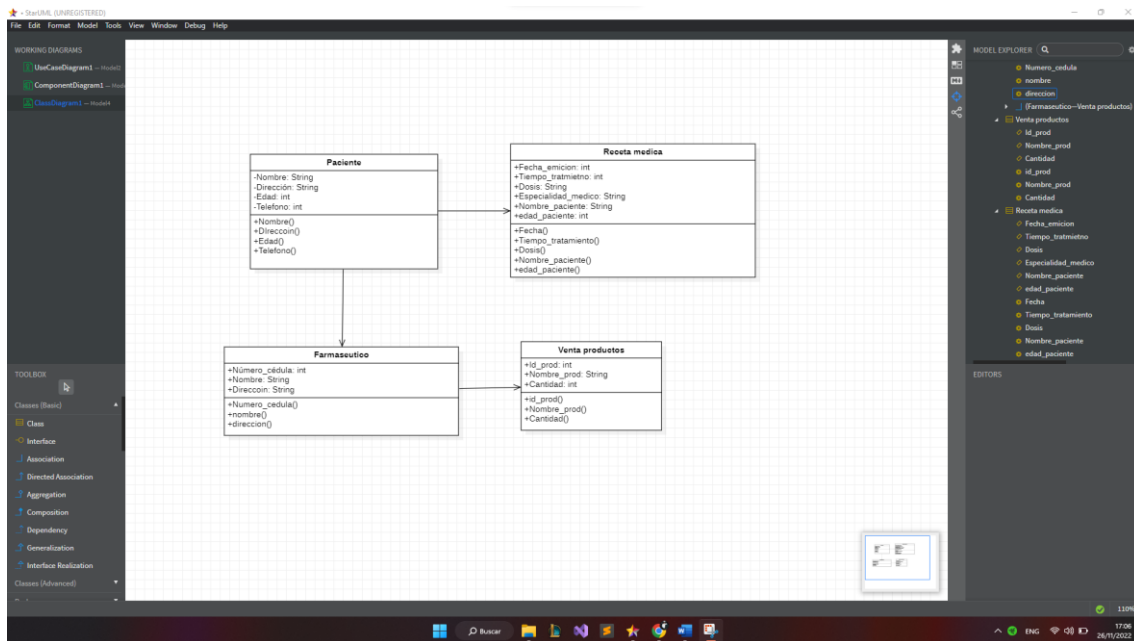 - StarUML (UNREGISTERED)
File Edit Format Model Tools View Window Debug Help
WORKING DIAGRAMS
UseCaseDiagram1 — Model0
ComponentDiagram1 — Mod
ClassDiagram1 — Model4
TOOLBOX
Classes (Basic)
Class
Interface
Association
Directed Association
Aggregation
Composition
Dependency
Generalization
Interface Realization
Classes (Advanced)
Paciente
-Nombre: String
-Dirección: String
-Edad: int
-Telefono: int
+Nombre()
+DIreccoin()
+Edad()
+Telefono()
Receta medica
+Fecha_emicion: int
+Tiempo_tratmietno: int
+Dosis: String
+Especialidad_medico: String
+Nombre_paciente: String
+edad_paciente: int
+Fecha()
+Tiempo_tratamiento()
+Dosis()
+Nombre_paciente()
+edad_paciente()
Farmaseutico
+Número_cédula: int
+Nombre: String
+Direccoin: String
+Numero_cedula()
+nombre()
+direccion()
Venta productos
+Id_prod: int
+Nombre_prod: String
+Cantidad: int
+id_prod()
+Nombre_prod()
+Cantidad()
MODEL EXPLORER
Numero_cedula
nombre
direccion
(Farmaseutico—Venta productos)
Venta productos
Id_prod
Nombre_prod
Cantidad
id_prod
Nombre_prod
Cantidad
Receta medica
Fecha_emicion
Tiempo_tratmietno
Dosis
Especialidad_medico
Nombre_paciente
edad_paciente
Fecha
Tiempo_tratamiento
Dosis
Nombre_paciente
edad_paciente
EDITORS
110%
Buscar
ENG
17:06
26/11/2022